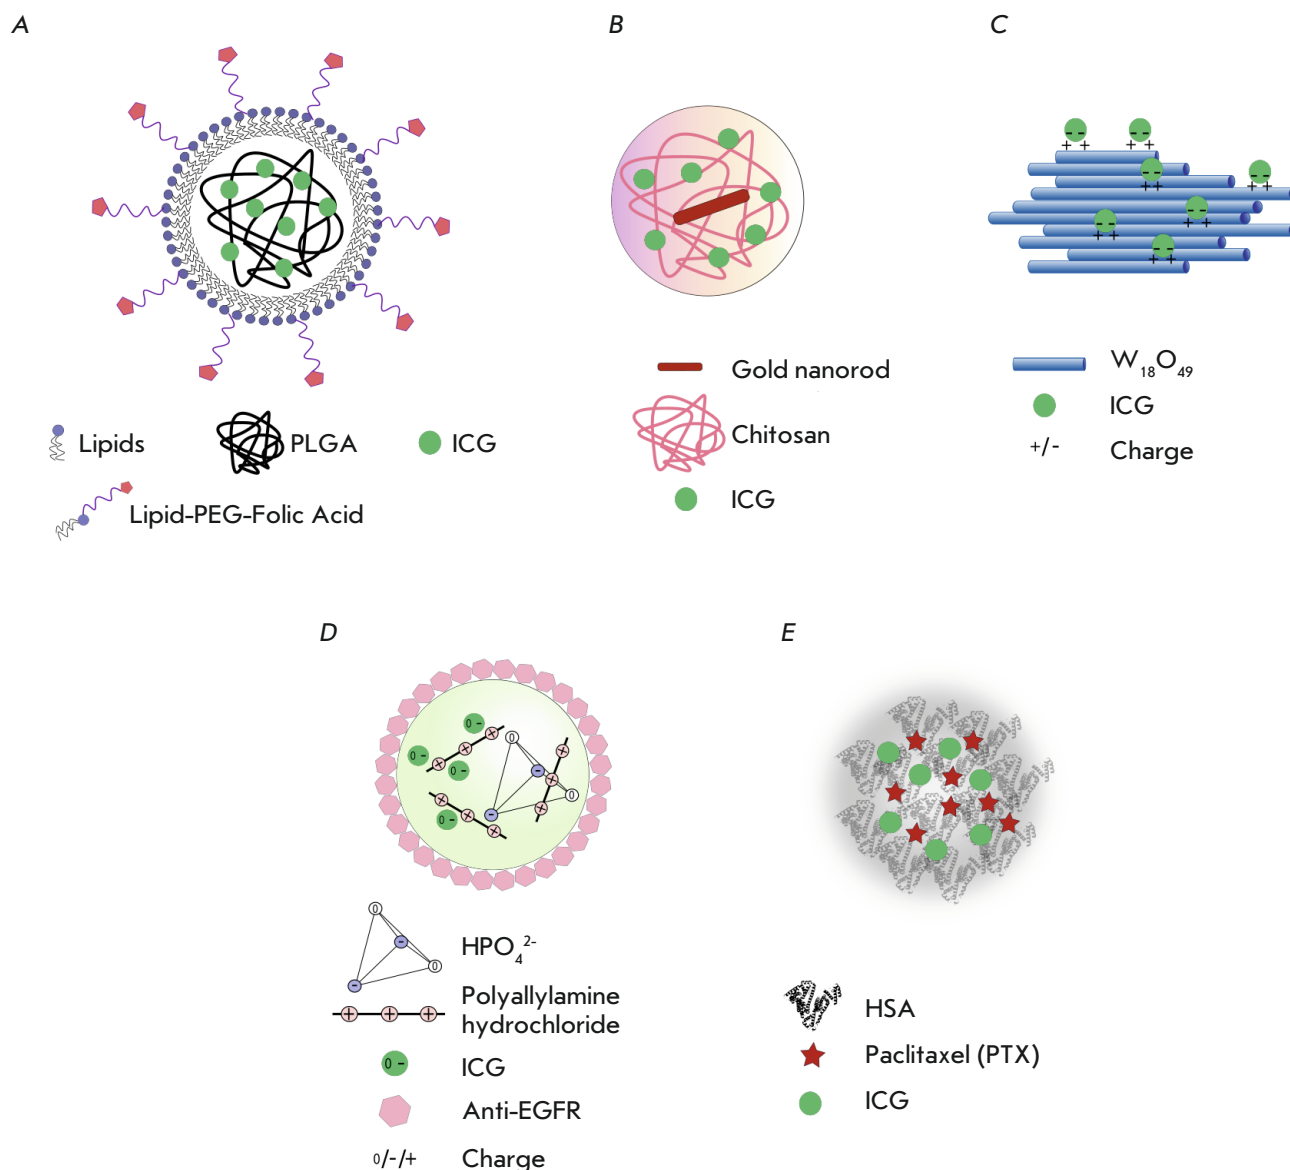 A
B
C
Lipids
PLGA
ICG
Lipid-PEG-Folic Acid
Gold nanorod
Chitosan
ICG
W₁₈O₄₉
ICG
+/- Charge
D
E
HPO₄²⁻
Polyallylamine
hydrochloride
0 - ICG
Anti-EGFR
0/-/+ Charge
HSA
Paclitaxel (PTX)
ICG